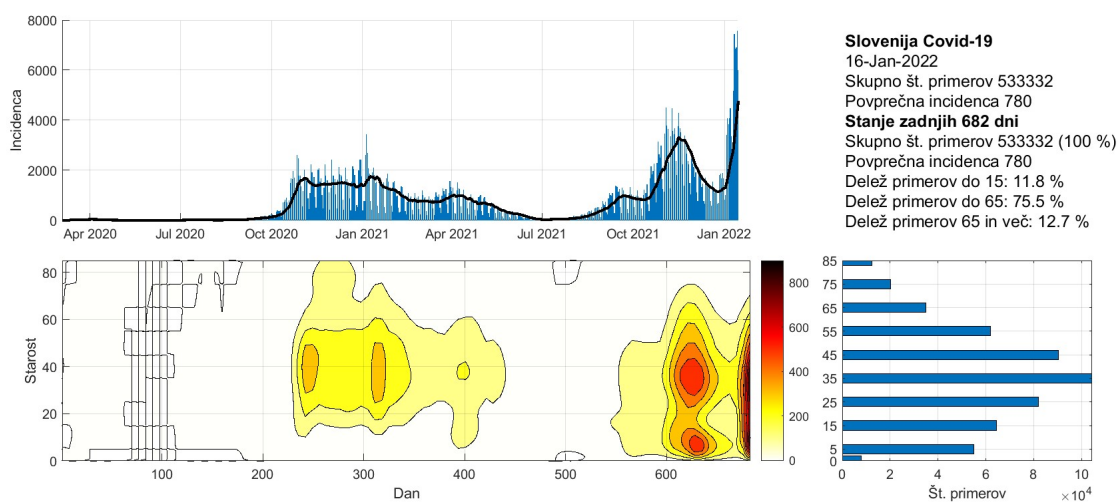 8000
6000
4000
2000
0
Incidenca
Apr 2020 Jul 2020 Oct 2020 Jan 2021 Apr 2021 Jul 2021 Oct 2021 Jan 2022
Slovenija Covid-19
16-Jan-2022
Skupno št. primerov 533332
Povprečna incidenca 780
Stanje zadnjih 682 dni
Skupno št. primerov 533332 (100 %)
Povprečna incidenca 780
Delež primerov do 15: 11.8 %
Delež primerov do 65: 75.5 %
Delež primerov 65 in več: 12.7 %
80
60
40
20
0
Starost
100 200 300 400 500 600
Dan
800
600
400
200
0
85
75
65
55
45
35
25
15
5
0
0 2 4 6 8 10
Št. primerov
×10⁴